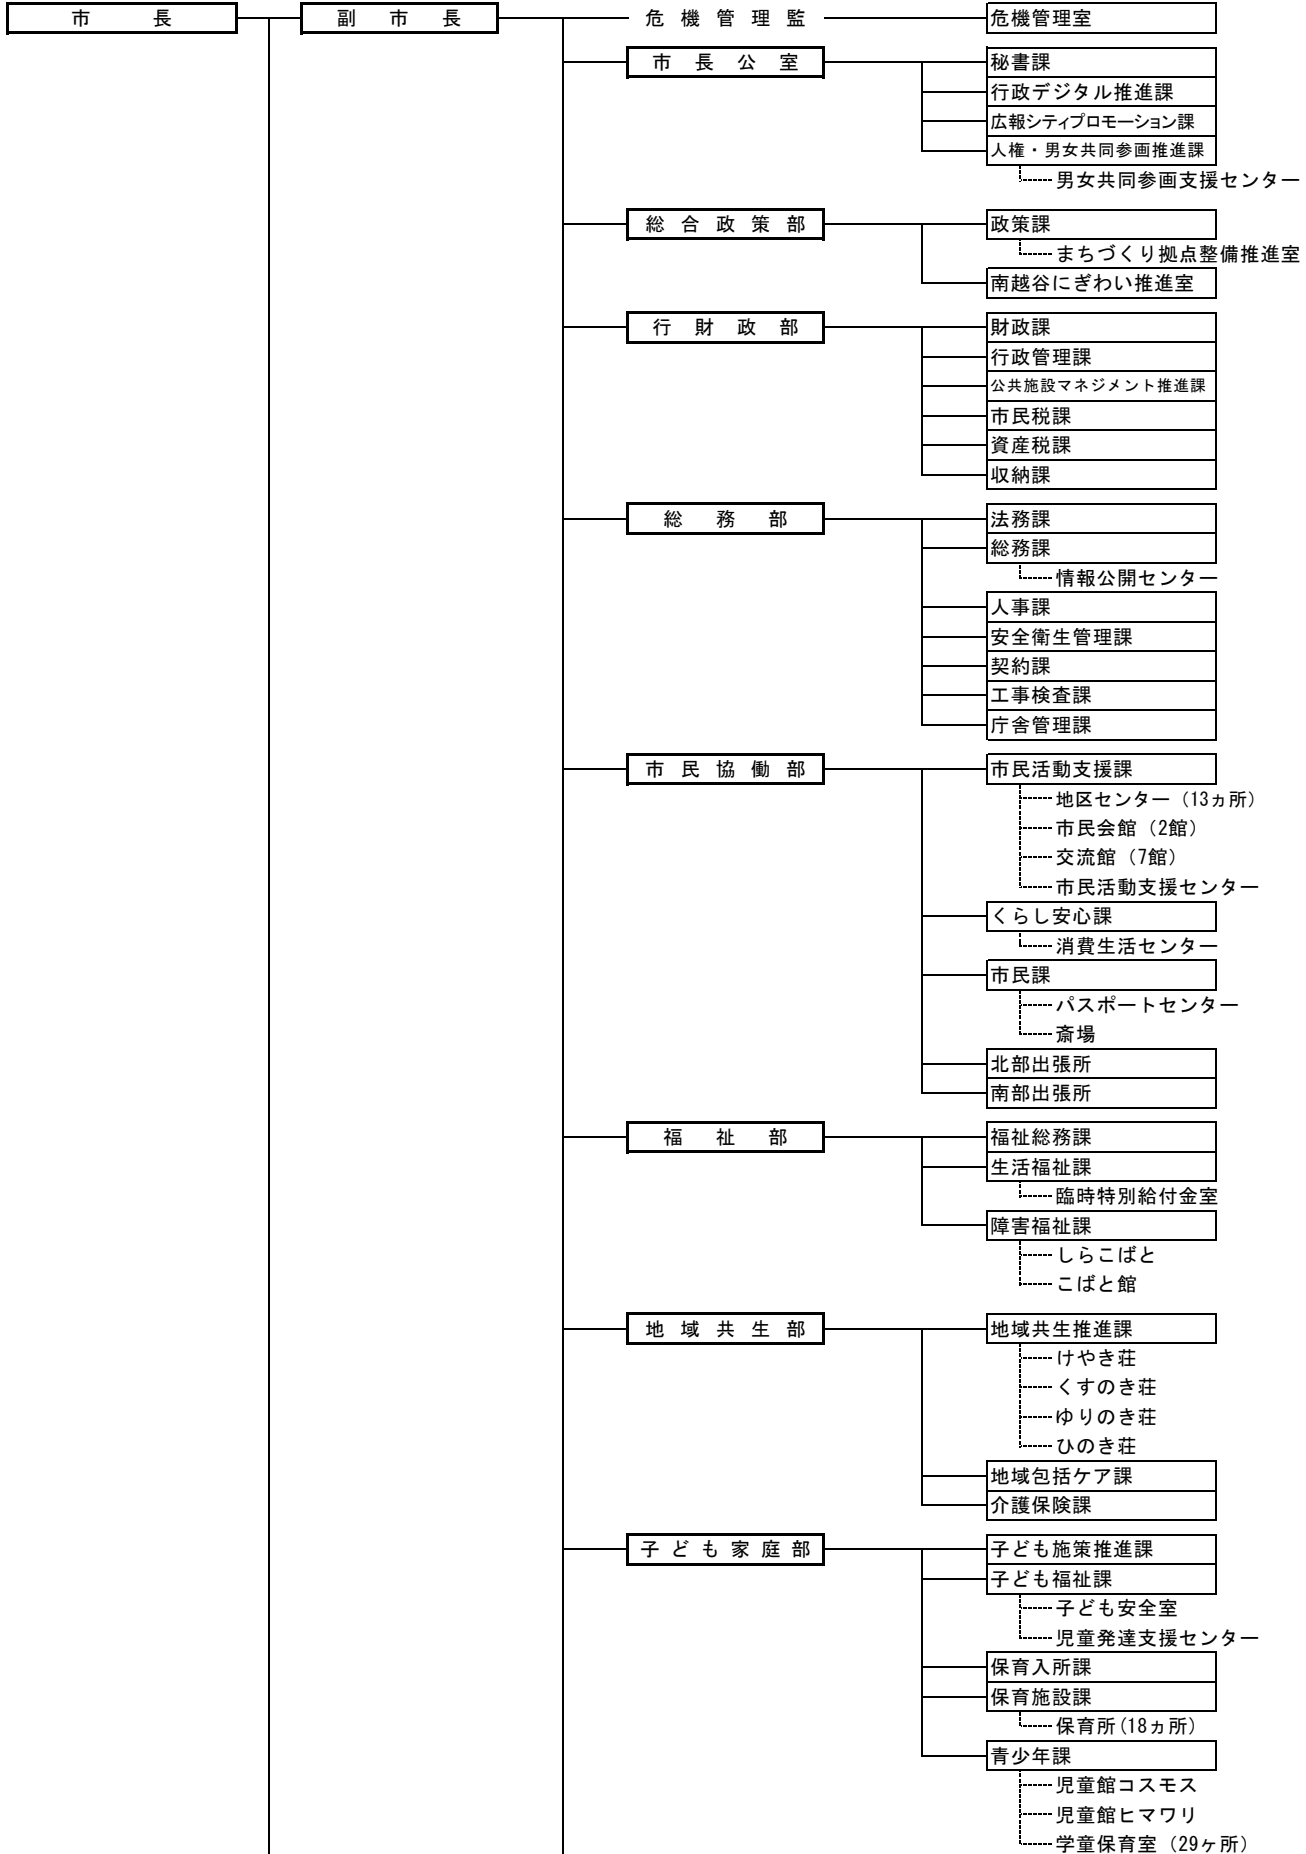 市長 副市長 危機管理監 危機管理室
市長公室 秘書課
行政デジタル推進課
広報シティプロモーション課
人権・男女共同参画推進課
男女共同参画支援センター
総合政策部 政策課
まちづくり拠点整備推進室
南越谷にぎわい推進室
行財政部 財政課
行政管理課
公共施設マネジメント推進課
市民税課
資産税課
収納課
総務部 法務課
総務課
情報公開センター
人事課
安全衛生管理課
契約課
工事検査課
庁舎管理課
市民協働部 市民活動支援課
地区センター（13ヵ所）
市民会館（2館）
交流館（7館）
市民活動支援センター
くらし安心課
消費生活センター
市民課
パスポートセンター
斎場
北部出張所
南部出張所
福祉部 福祉総務課
生活福祉課
臨時特別給付金室
障害福祉課
しらこばと
こばと館
地域共生部 地域共生推進課
けやき荘
くすのき荘
ゆりのき荘
ひのき荘
地域包括ケア課
介護保険課
子ども家庭部 子ども施策推進課
子ども福祉課
子ども安全室
児童発達支援センター
保育入所課
保育施設課
保育所(18ヵ所)
青少年課
児童館コスモス
児童館ヒマワリ
学童保育室（29ヶ所）